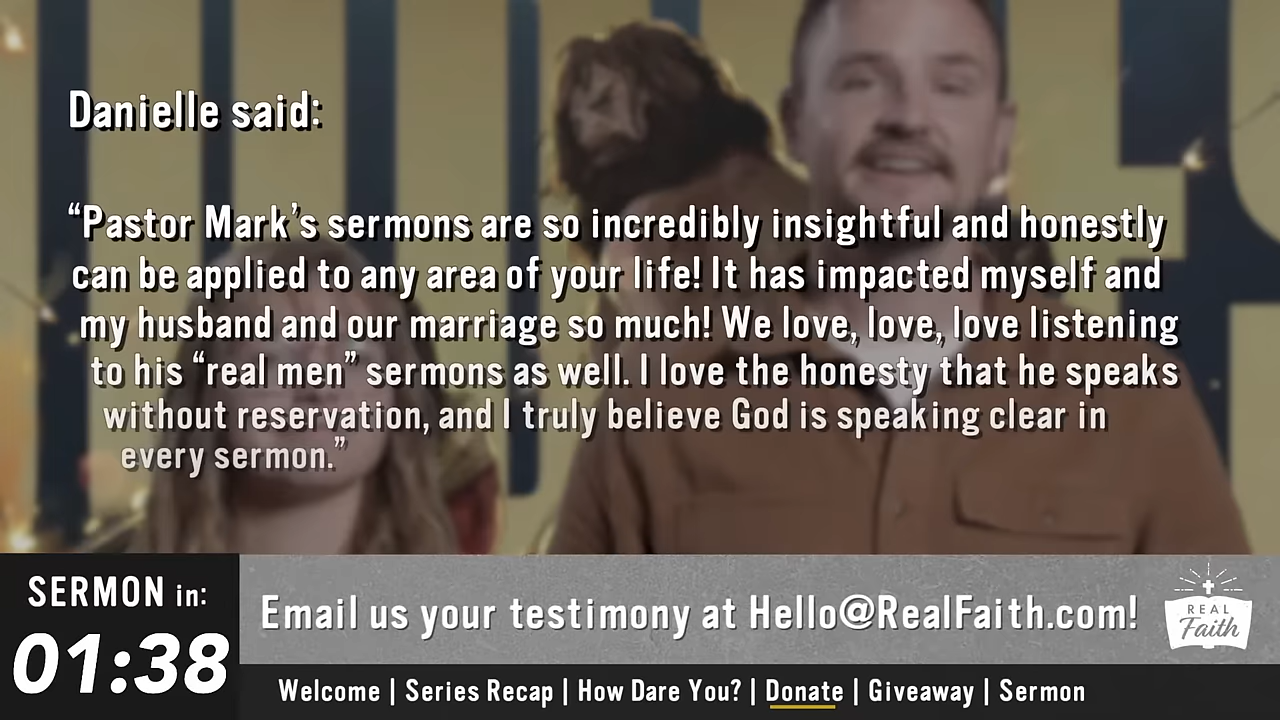 Danielle said:
“Pastor Mark’s sermons are so incredibly insightful and honestly
can be applied to any area of your life! It has impacted myself and
my husband and our marriage so much! We love, love, love listening
to his “real men” sermons as well. I love the honesty that he speaks
without reservation, and I truly believe God is speaking clear in
every sermon.”
SERMON in:
01:38
Email us your testimony at Hello@RealFaith.com!
REAL
Faith
Welcome | Series Recap | How Dare You? | Donate | Giveaway | Sermon